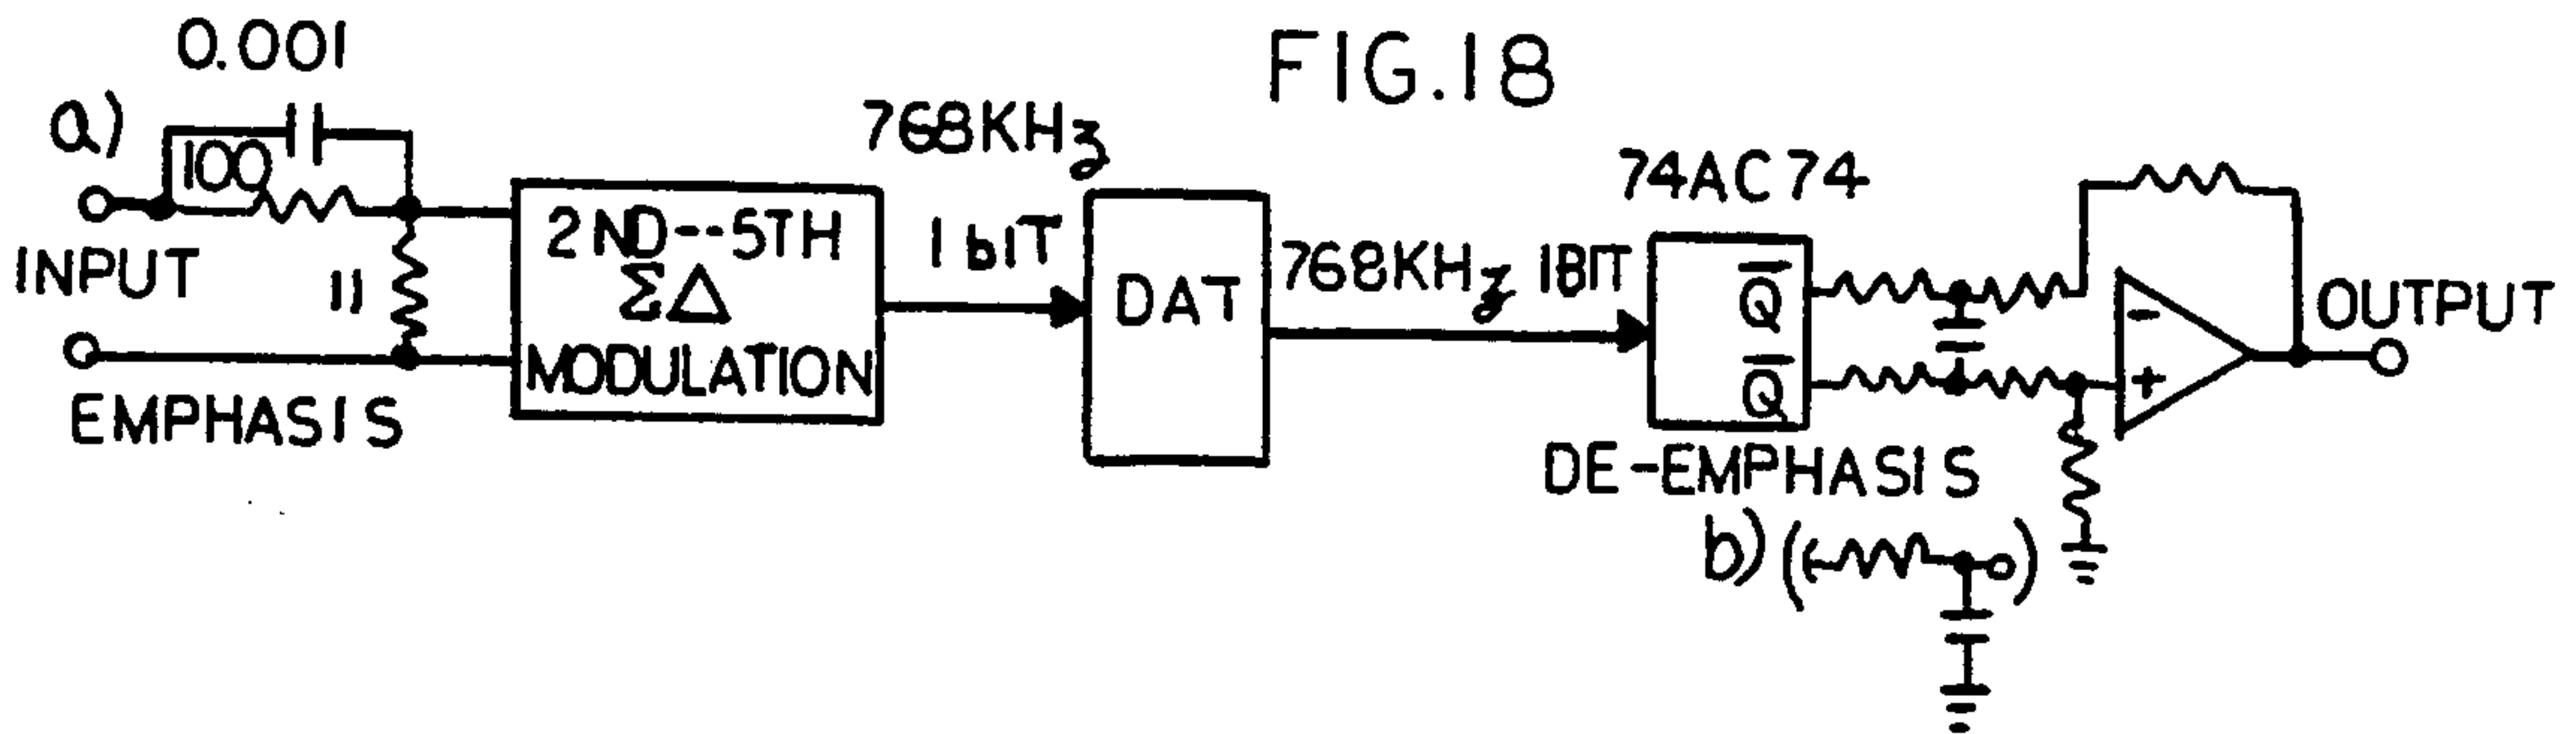 FIG.18
0.001
a)
100
INPUT
11
EMPHASIS
2ND--5TH
ΣΔ
MODULATION
768KHz
1 bIT
DAT
768KHz 1BIT
74AC74
Q̅
Q̅
DE-EMPHASIS
-
+
OUTPUT
b) ( )